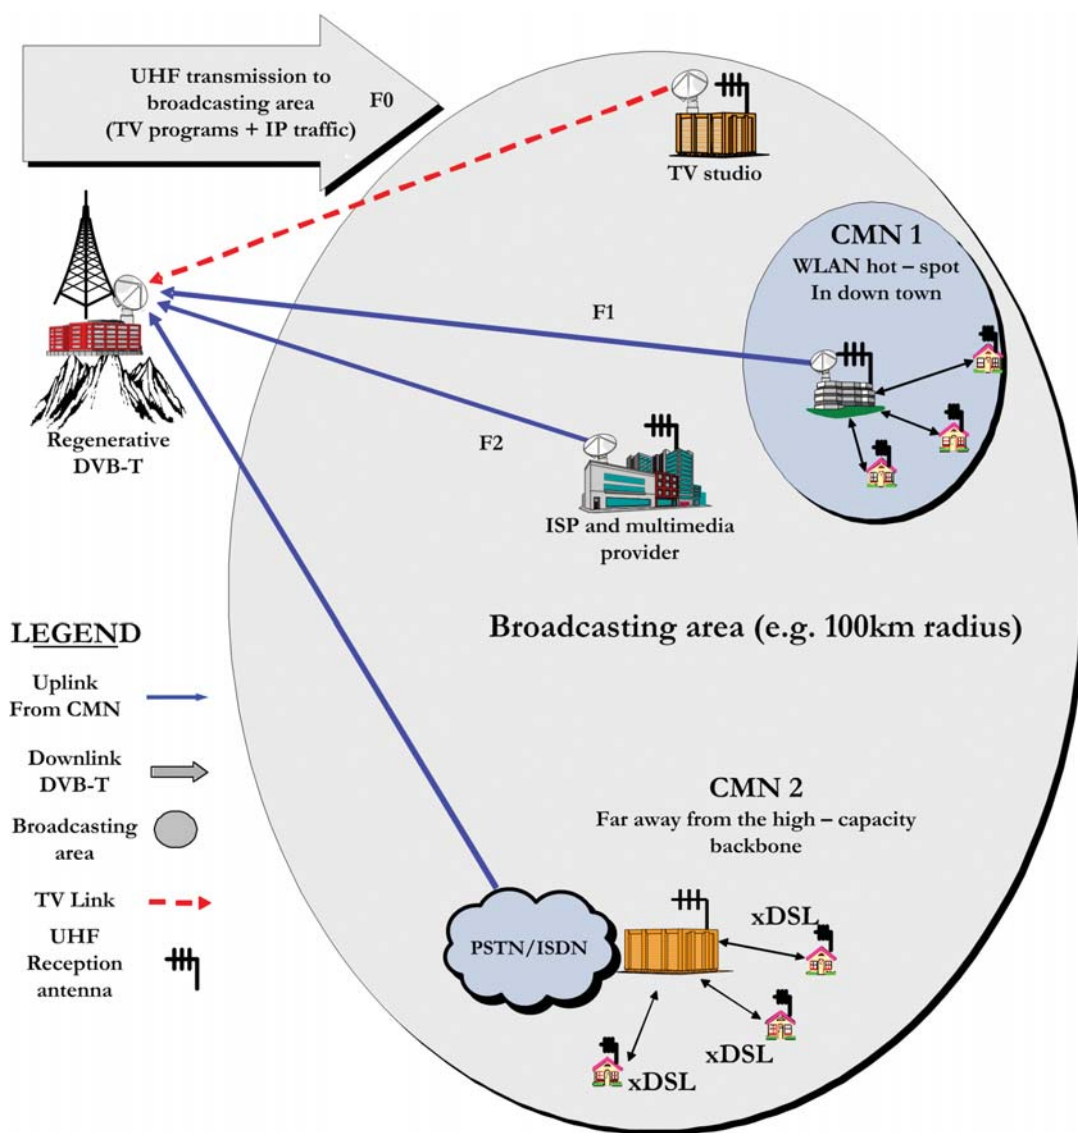 UHF transmission to
broadcasting area
(TV programs + IP traffic)
F0
TV studio
CMN 1
WLAN hot – spot
In down town
F1
Regenerative
DVB-T
F2
ISP and multimedia
provider
Broadcasting area (e.g. 100km radius)
LEGEND
Uplink
From CMN
Downlink
DVB-T
Broadcasting
area
TV Link
UHF
Reception
antenna
CMN 2
Far away from the high – capacity
backbone
PSTN/ISDN
xDSL
xDSL
xDSL